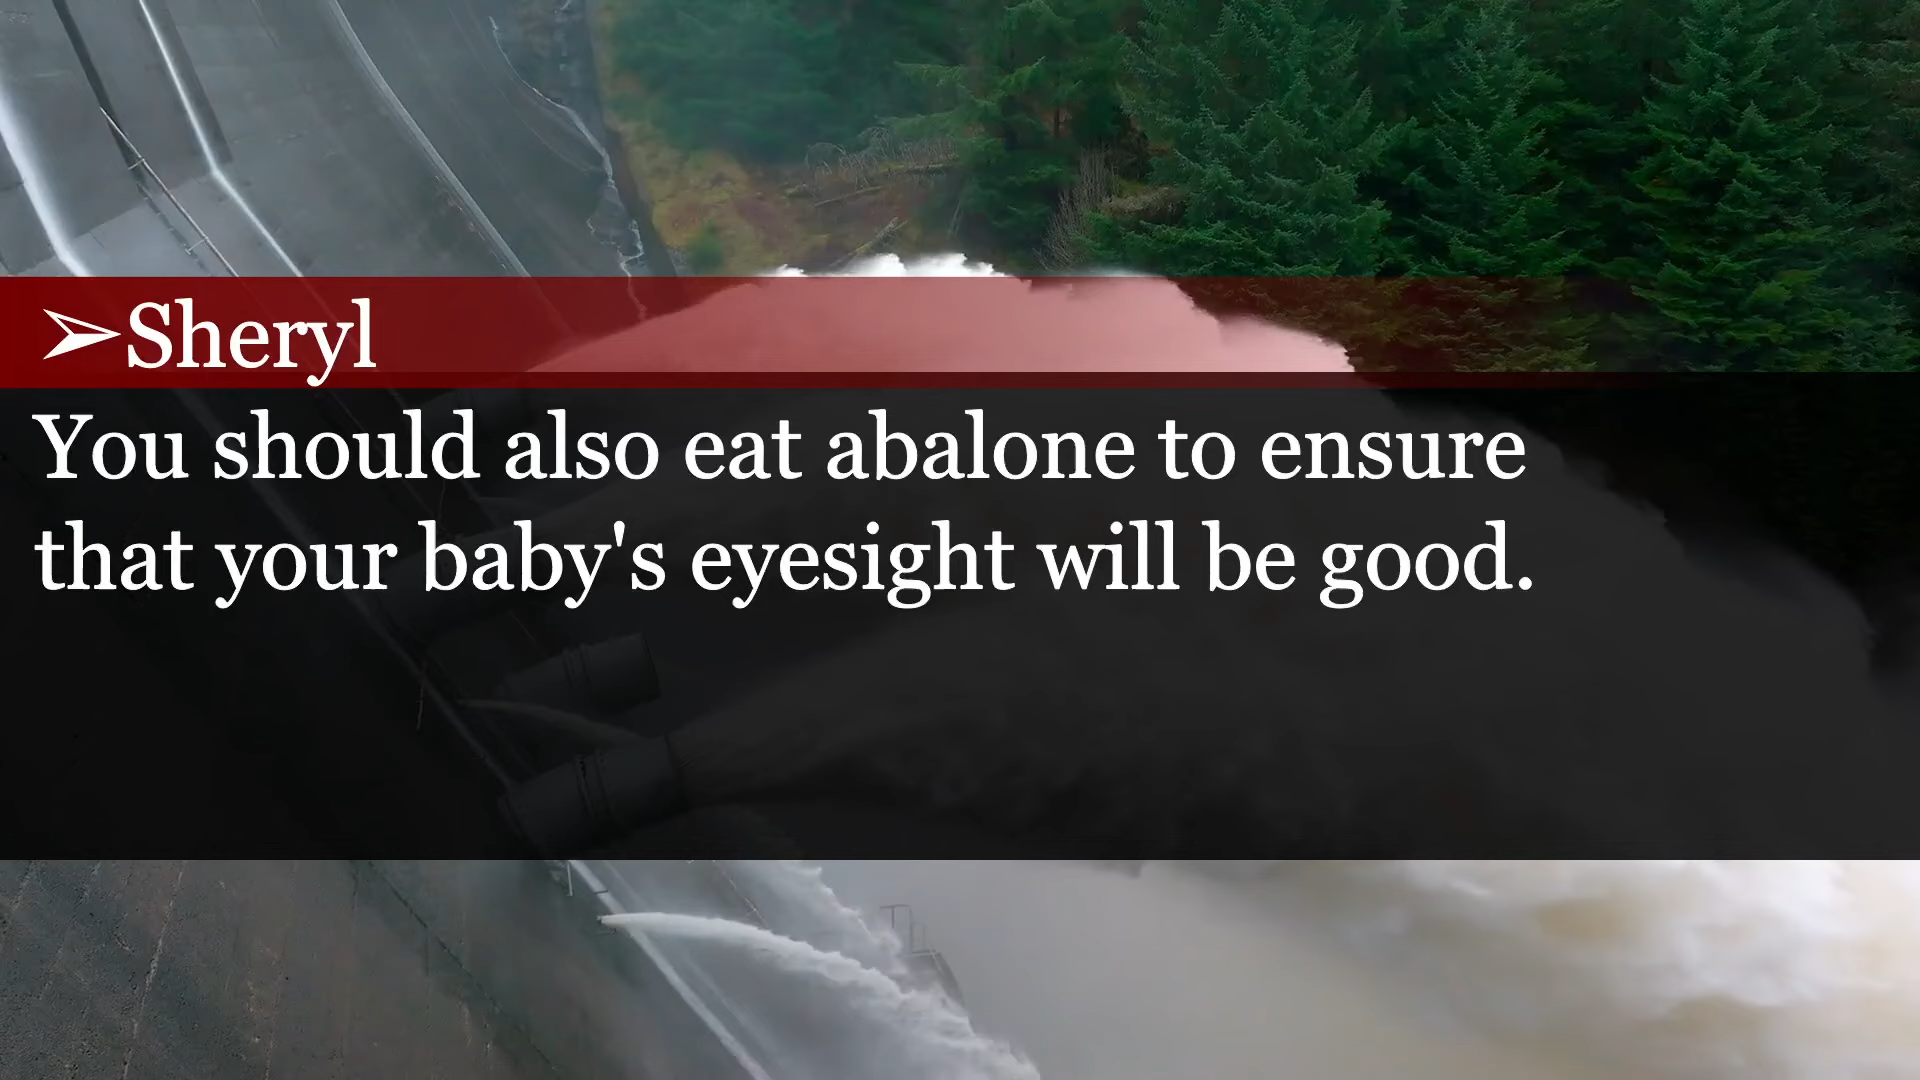 ➢Sheryl
You should also eat abalone to ensure
that your baby's eyesight will be good.